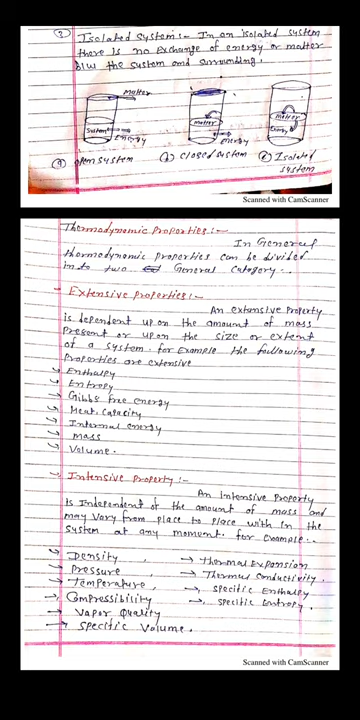 ③ Isolated System:- In an isolated system
there is no exchange of energy or matter
b/w the system and surrounding.
Matter
System
Energy
Matter
Energy
Matter
Energy
(a) open system (b) closed system (c) Isolated
system
Scanned with CamScanner
Thermodynamic Properties:-
In General
thermodynamic properties can be divided
in to two General Catogory:-
Extensive Properties:-
An extensive Property
is dependent up on the amount of mass
Present or upon the size or extent
of a system. for Example the following
Properties are extensive
→ Enthalpy
→ Entropy
→ Gibbs free energy
→ Heat Capacity
→ Internal energy
→ mass
→ Volume.
→ Intensive Property:-
An intensive Property
is Independent of the amount of mass and
may Vary from place to place with in the
System at any moment. for Example:-
→ Density, → Thermal Expansion
→ Pressure → Thermal Conductivity.
→ Temperature, → Specific Enthalpy
→ Compressibility → Specific Entropy.
→ Vapor Quality
→ Specific Volume.
Scanned with CamScanner